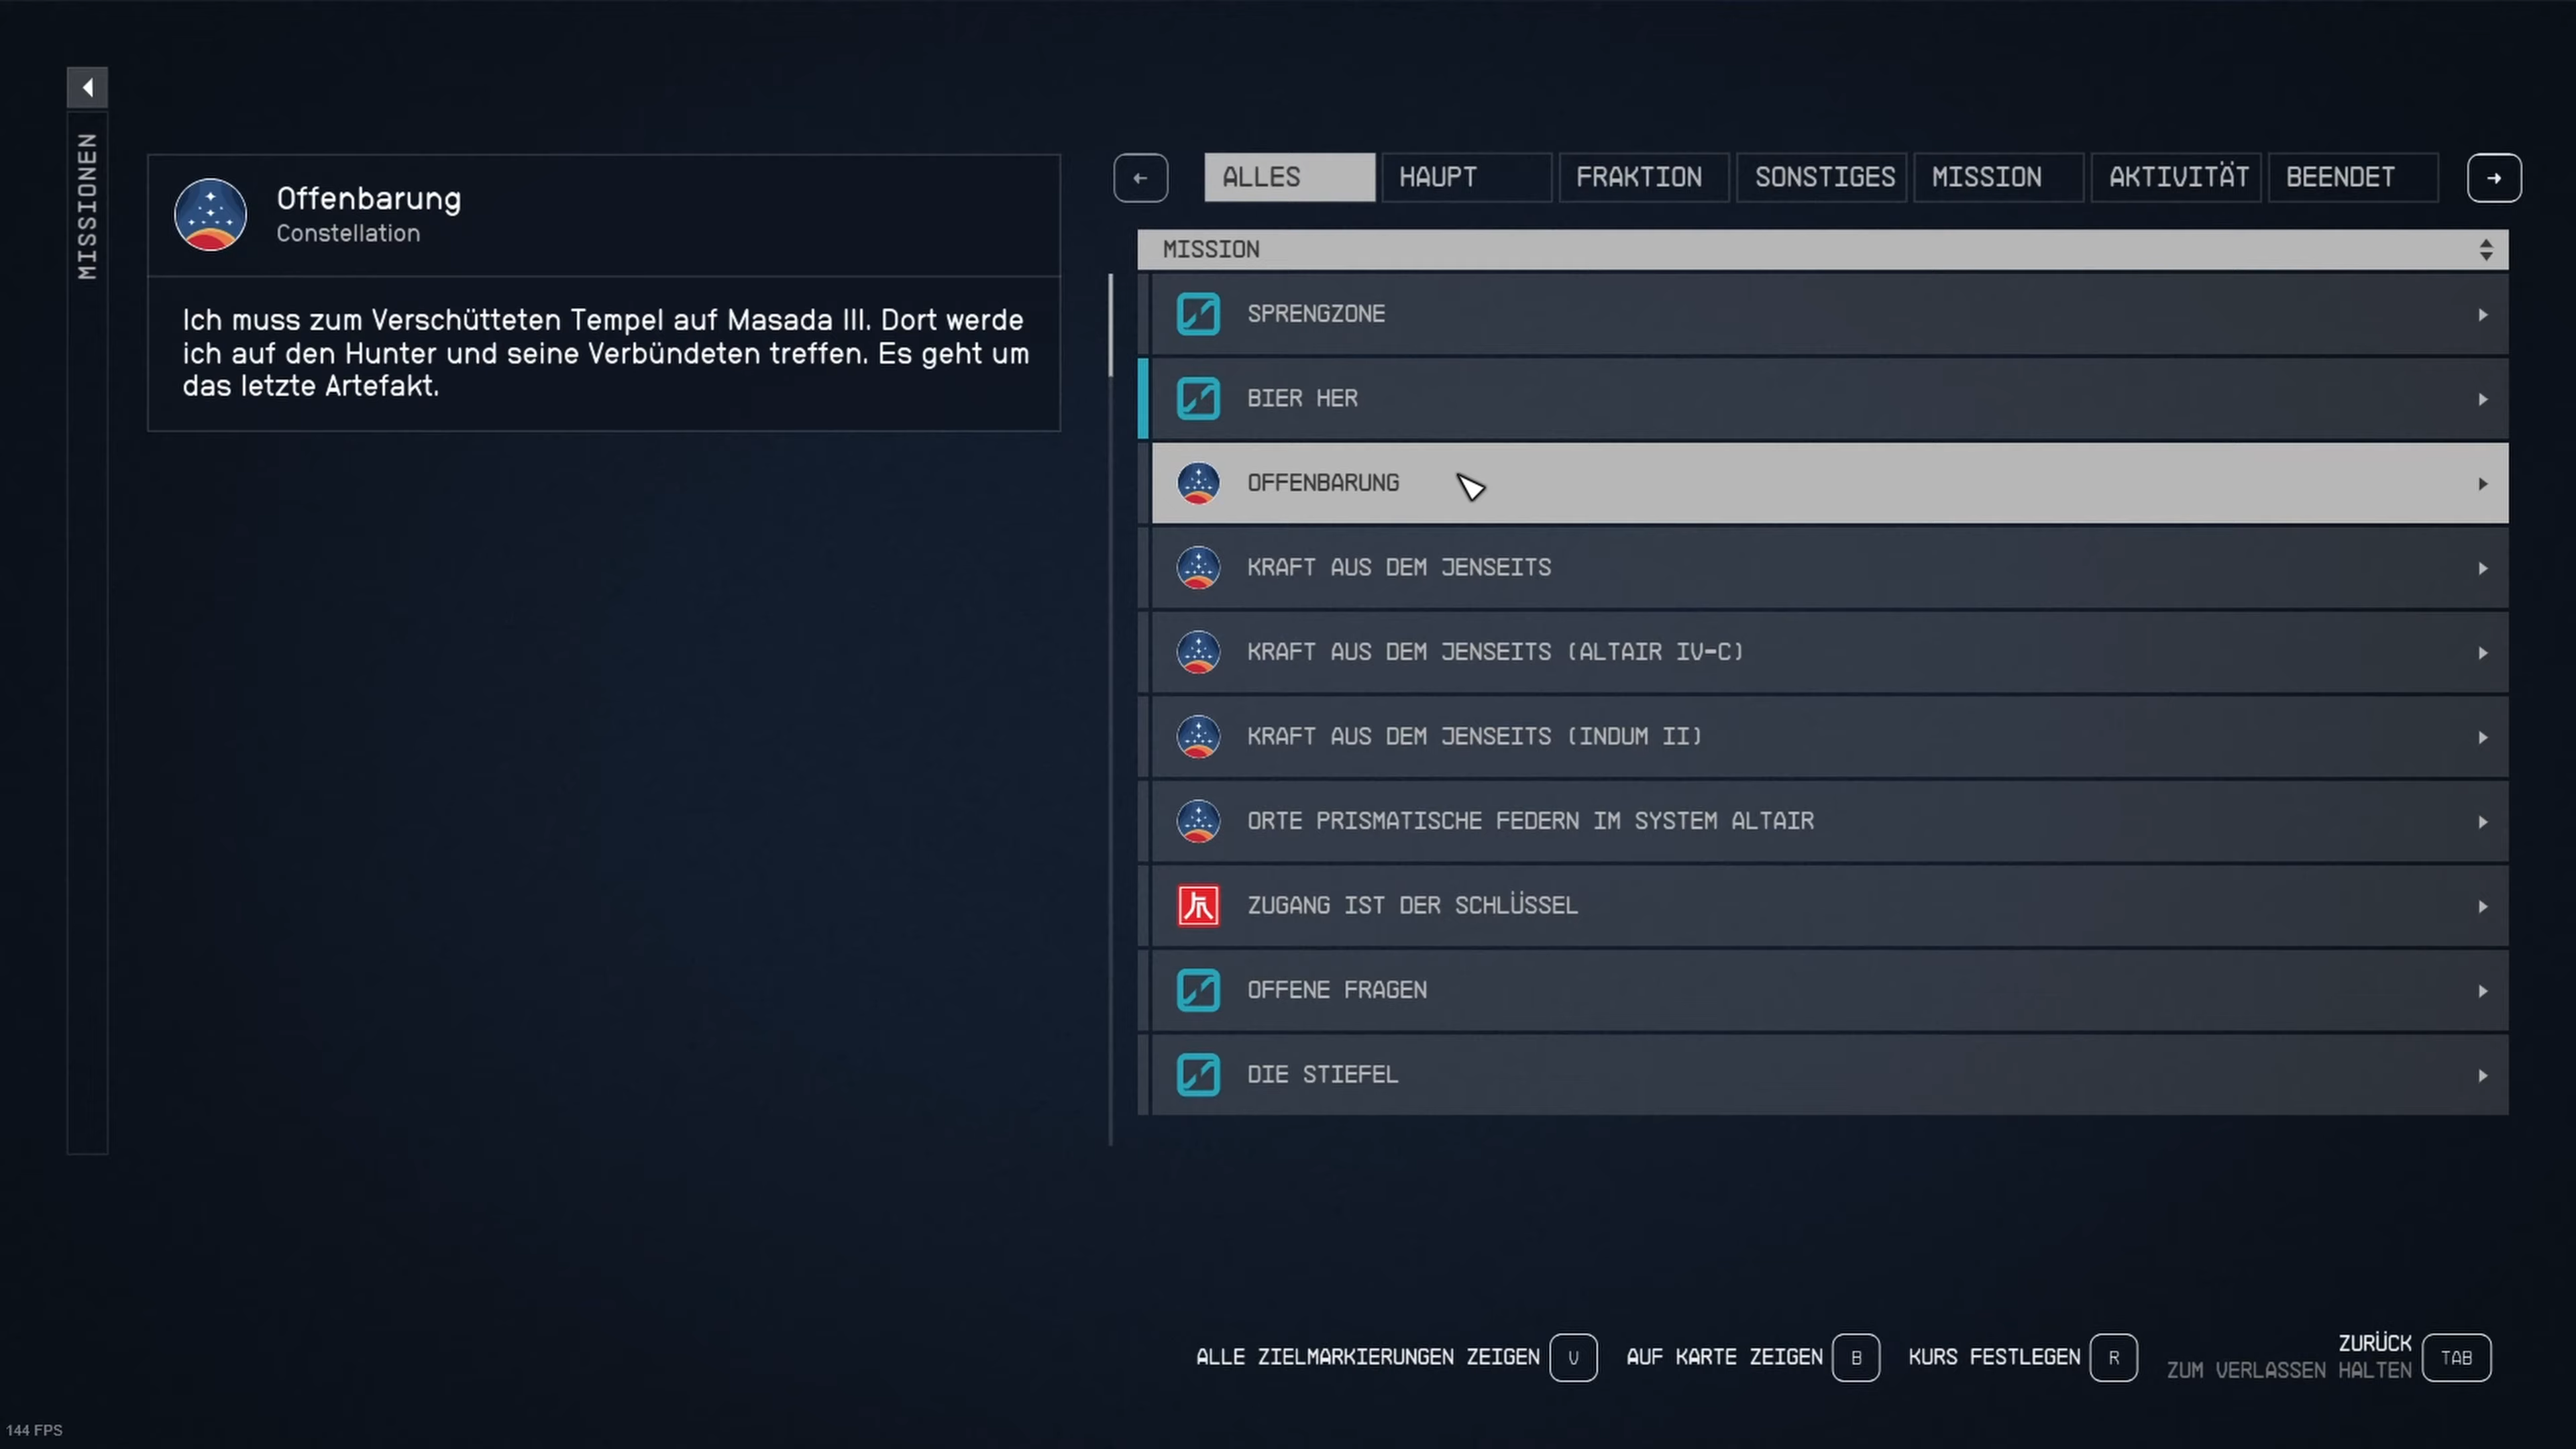 MISSIONEN
Offenbarung
Constellation
Ich muss zum Verschütteten Tempel auf Masada III. Dort werde
ich auf den Hunter und seine Verbündeten treffen. Es geht um
das letzte Artefakt.
ALLES HAUPT FRAKTION SONSTIGES MISSION AKTIVITÄT BEENDET
MISSION
SPRENGZONE
BIER HER
OFFENBARUNG
KRAFT AUS DEM JENSEITS
KRAFT AUS DEM JENSEITS (ALTAIR IV-C)
KRAFT AUS DEM JENSEITS (INDUM II)
ORTE PRISMATISCHE FEDERN IM SYSTEM ALTAIR
ZUGANG IST DER SCHLÜSSEL
OFFENE FRAGEN
DIE STIEFEL
ALLE ZIELMARKIERUNGEN ZEIGEN V AUF KARTE ZEIGEN B KURS FESTLEGEN R ZURÜCK TAB
ZUM VERLASSEN HALTEN
144 FPS